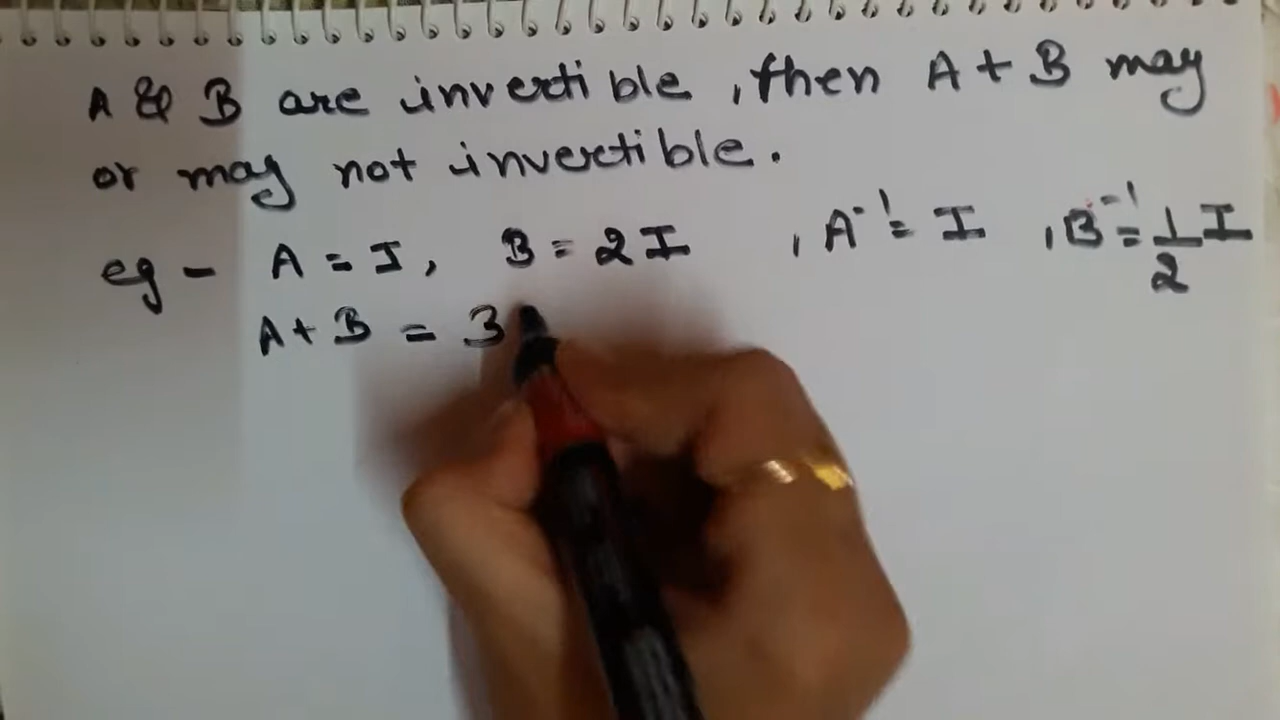 A & B are invertible, then A + B may
or may not invertible.
eg - A = I, B = 2I , A⁻¹ = I , B⁻¹ = 1/2 I
A + B = 3